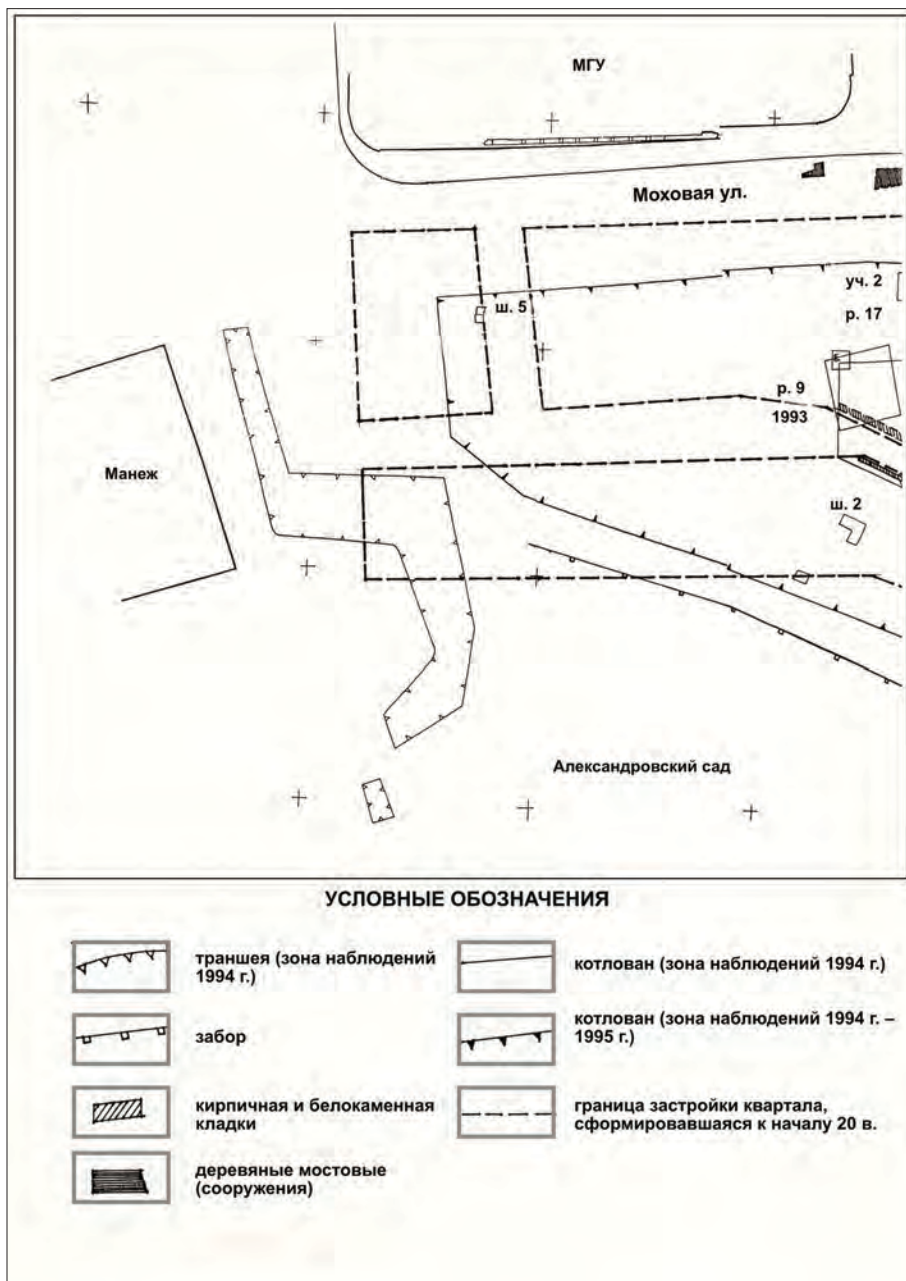 МГУ
Моховая ул.
уч. 2
ш. 5
р. 17
р. 9
1993
Манеж
ш. 2
Александровский сад
УСЛОВНЫЕ ОБОЗНАЧЕНИЯ
траншея (зона наблюдений
1994 г.)
забор
кирпичная и белокаменная
кладки
деревяные мостовые
(сооружения)
котлован (зона наблюдений 1994 г.)
котлован (зона наблюдений 1994 г. –
1995 г.)
граница застройки квартала,
сформировавшаяся к началу 20 в.